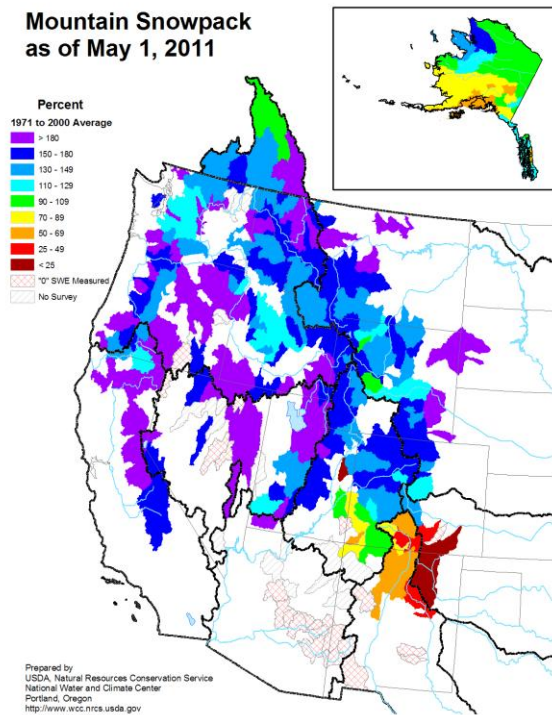 Mountain Snowpack
as of May 1, 2011
Percent
1971 to 2000 Average
> 180
150 - 180
130 - 149
110 - 129
90 - 109
70 - 89
50 - 69
25 - 49
< 25
"0" SWE Measured
No Survey
Prepared by
USDA, Natural Resources Conservation Service
National Water and Climate Center
Portland, Oregon
http://www.wcc.nrcs.usda.gov